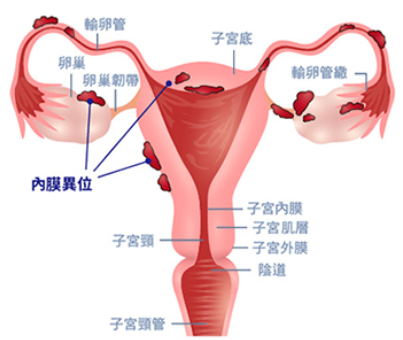 輸卵管
子宮底
卵巢
卵巢韌帶
輸卵管繖
內膜異位
子宮內膜
子宮肌層
子宮頸
子宮外膜
陰道
子宮頸管